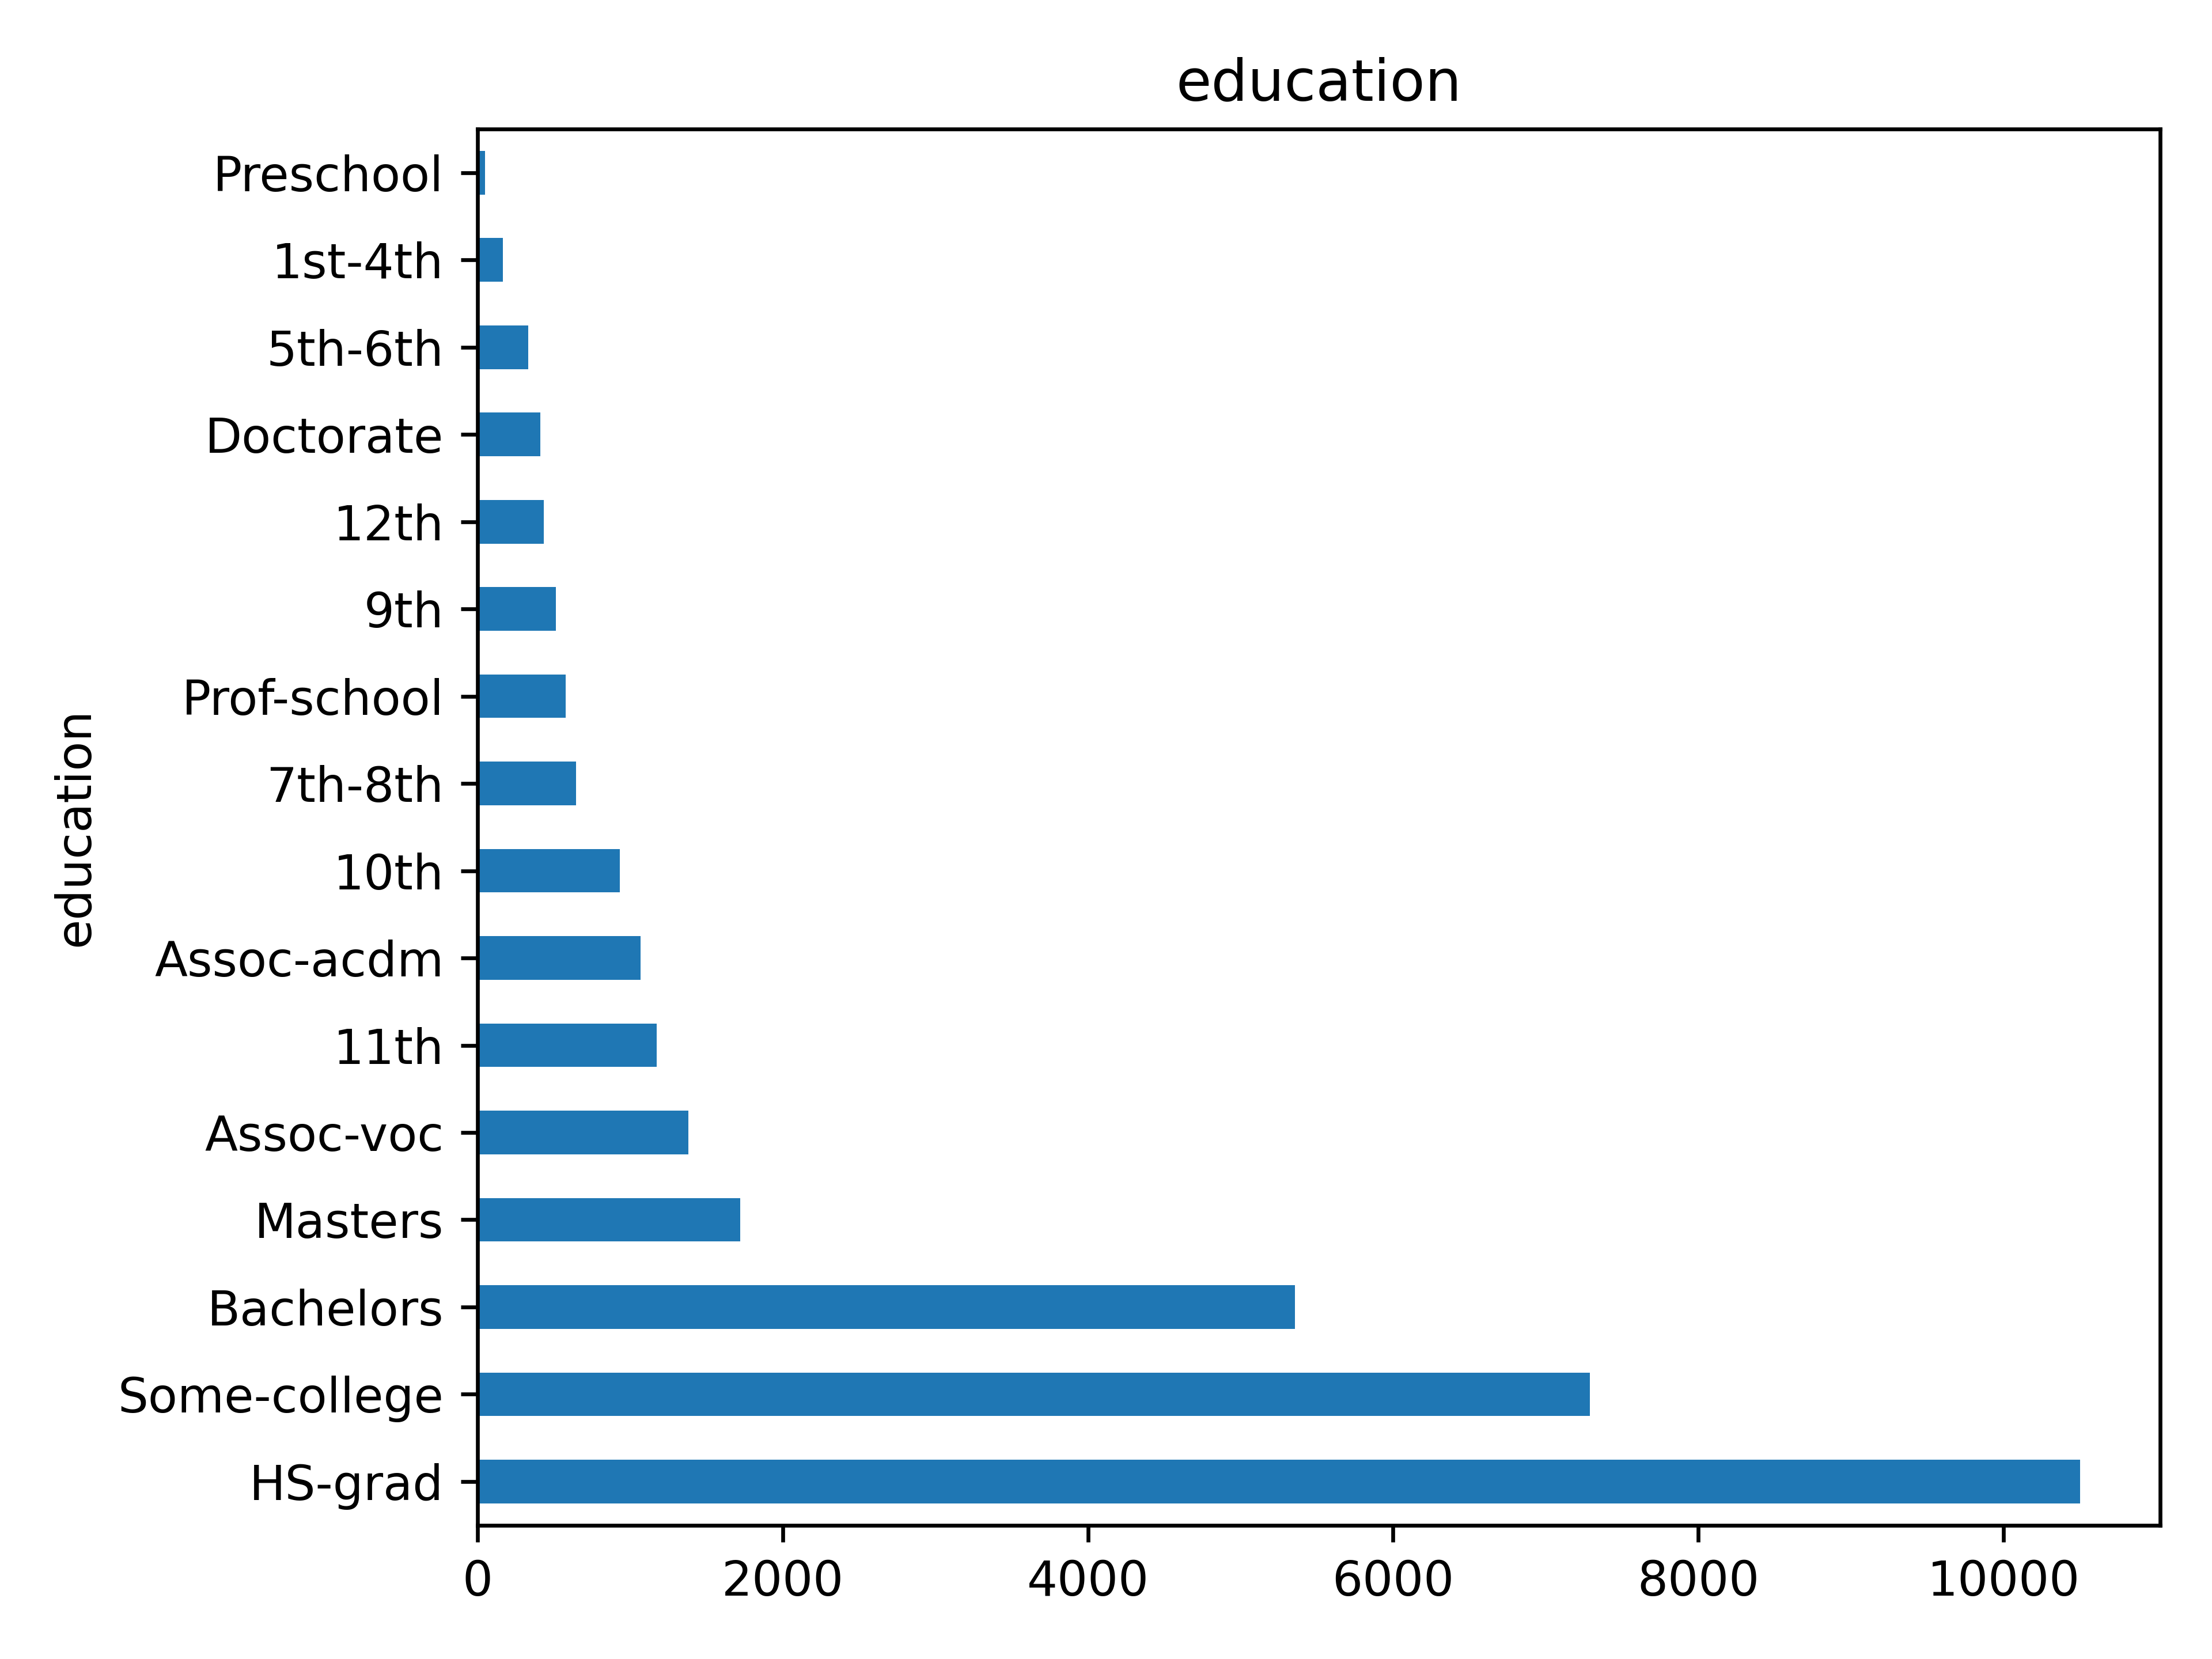 education
Preschool
1st-4th
5th-6th
Doctorate
12th
9th
Prof-school
7th-8th
10th
Assoc-acdm
11th
Assoc-voc
Masters
Bachelors
Some-college
HS-grad
education
0 2000 4000 6000 8000 10000